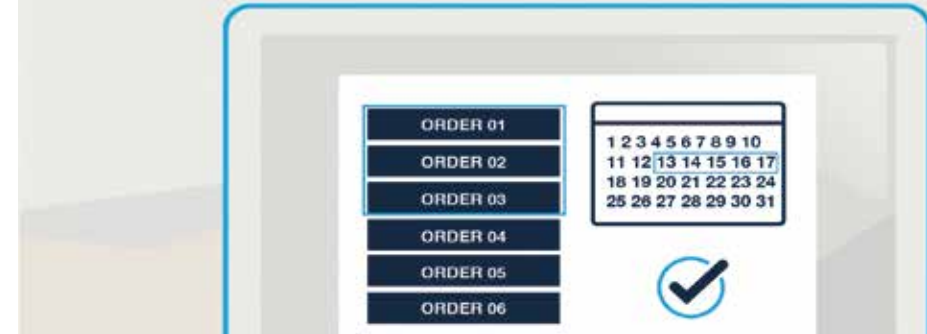 ORDER 01
ORDER 02
ORDER 03
ORDER 04
ORDER 05
ORDER 06
1 2 3 4 5 6 7 8 9 10
11 12 13 14 15 16 17
18 19 20 21 22 23 24
25 26 27 28 29 30 31